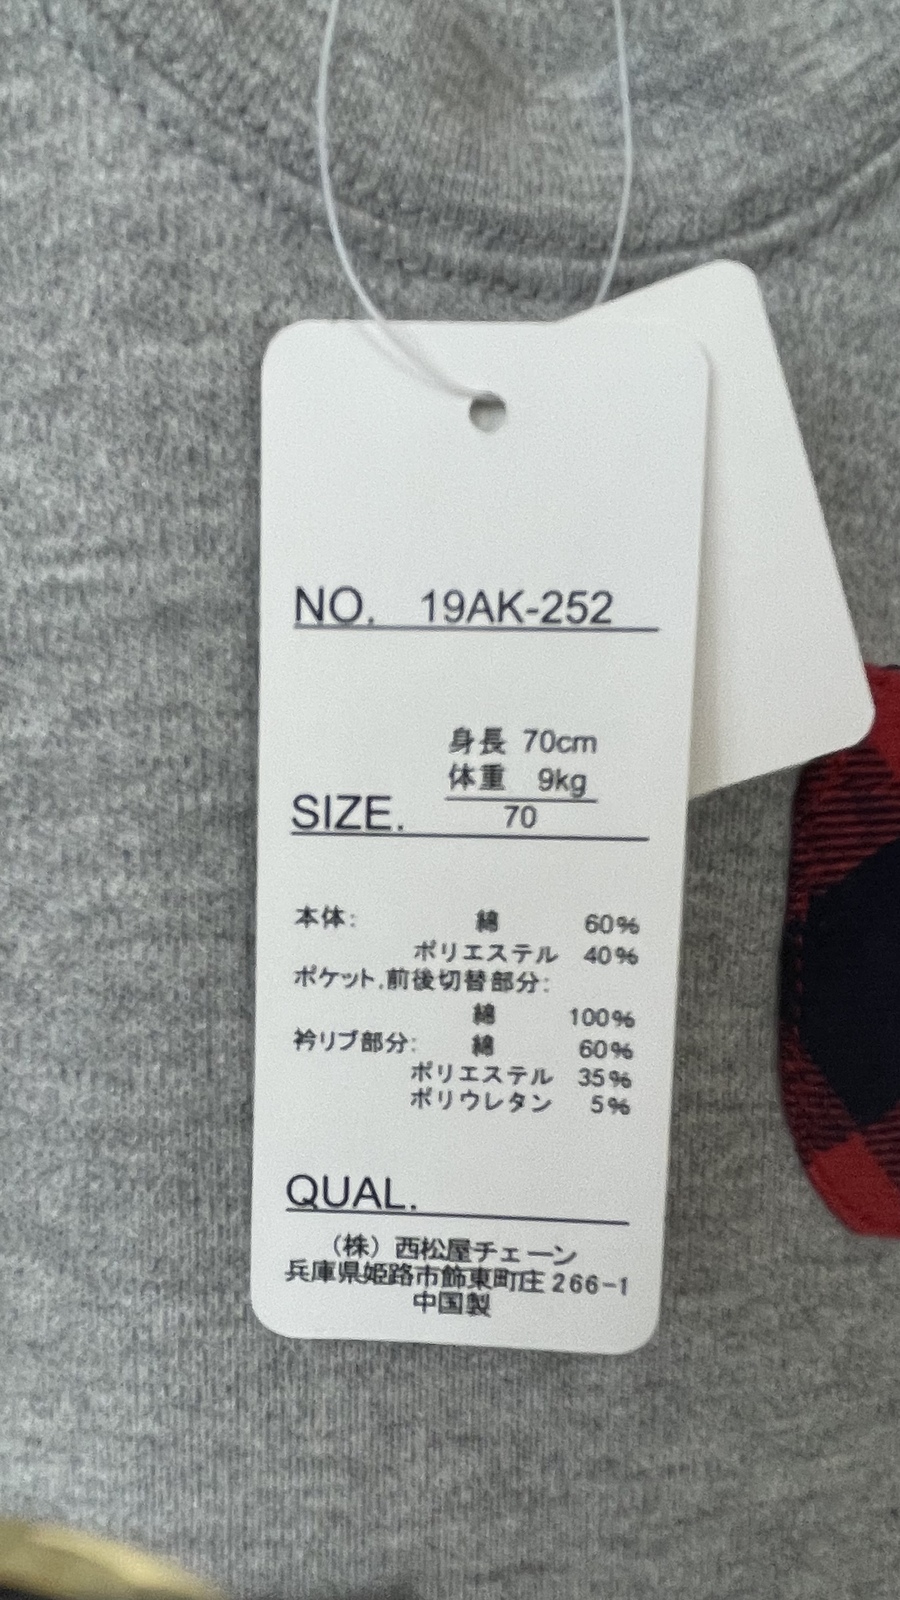 NO. 19AK-252
身長 70cm
体重 9kg
SIZE. 70
本体: 綿 60%
ポリエステル 40%
ポケット,前後切替部分:
綿 100%
衿リブ部分: 綿 60%
ポリエステル 35%
ポリウレタン 5%
QUAL.
(株) 西松屋チェーン
兵庫県姫路市飾東町庄266-1
中国製